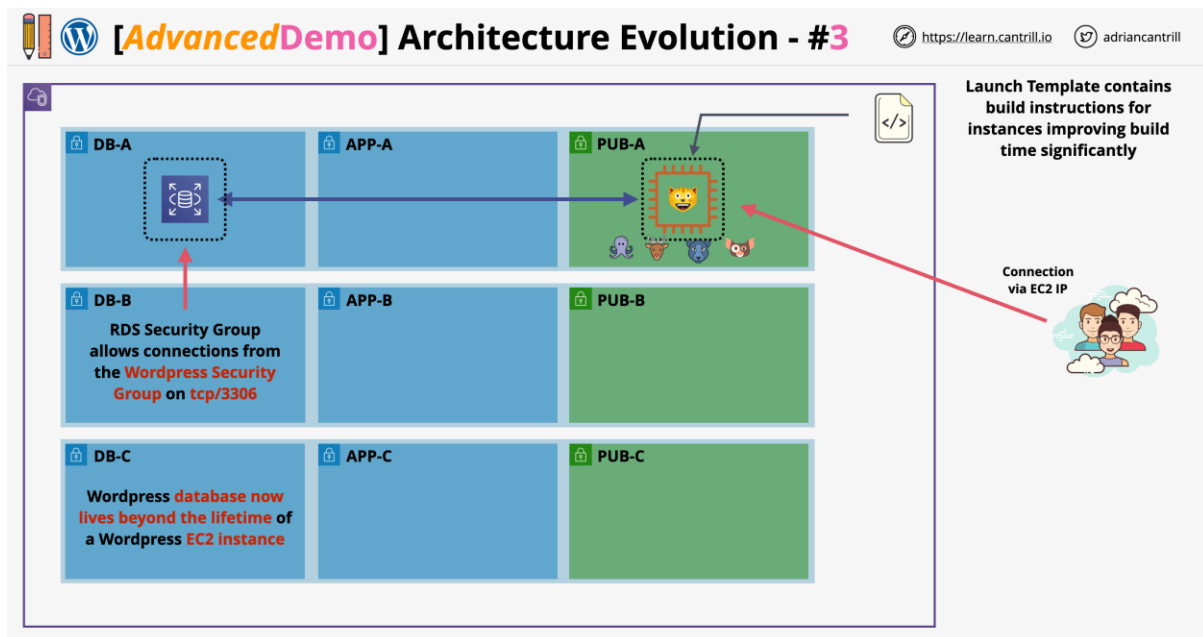 [AdvancedDemo] Architecture Evolution - #3
https://learn.cantrill.io
adriancantrill
Launch Template contains
build instructions for
instances improving build
time significantly
</>
DB-A
APP-A
PUB-A
Connection
via EC2 IP
DB-B
APP-B
PUB-B
RDS Security Group
allows connections from
the Wordpress Security
Group on tcp/3306
DB-C
APP-C
PUB-C
Wordpress database now
lives beyond the lifetime of
a Wordpress EC2 instance